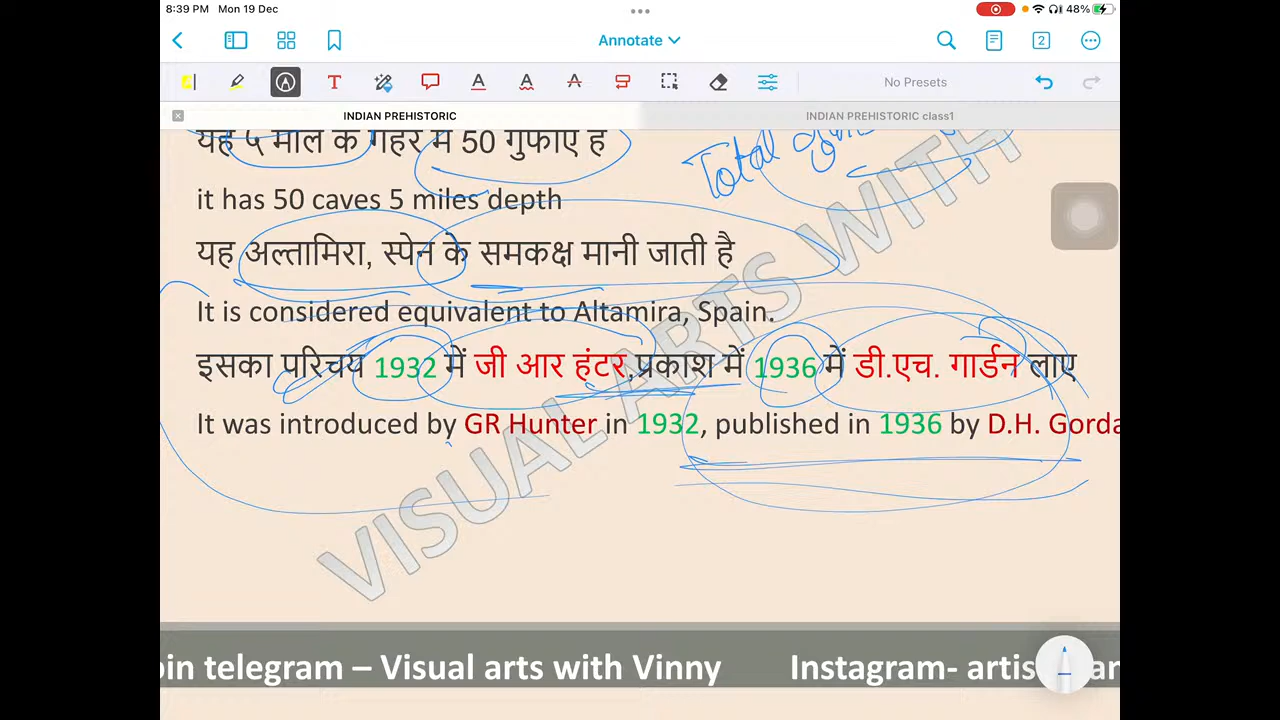 8:39 PM Mon 19 Dec
48%
Annotate
2
No Presets
INDIAN PREHISTORIC
INDIAN PREHISTORIC class1
यह ५ मील के गहर में 50 गुफाएं है
Total
it has 50 caves 5 miles depth
यह अल्तामिरा, स्पेन के समकक्ष मानी जाती है
It is considered equivalent to Altamira, Spain.
इसका परिचय 1932 में जी आर हंटर,प्रकाश में 1936 में डी.एच. गार्डन लाए
It was introduced by GR Hunter in 1932, published in 1936 by D.H. Gorda
VISUAL ARTS WITH
oin telegram – Visual arts with Vinny
Instagram- artis